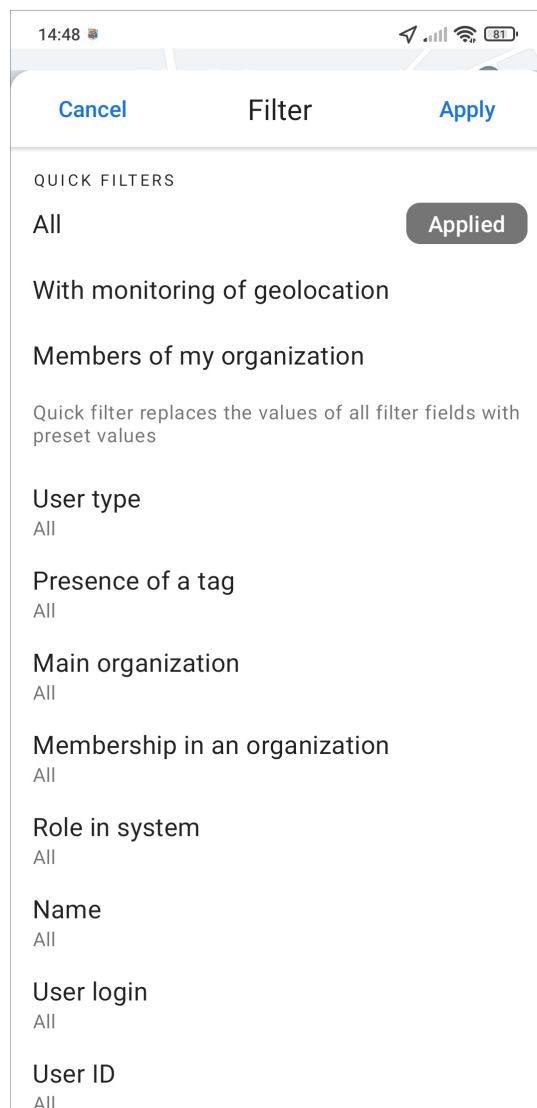 14:48
81
Cancel
Filter
Apply
QUICK FILTERS
All
Applied
With monitoring of geolocation
Members of my organization
Quick filter replaces the values of all filter fields with
preset values
User type
All
Presence of a tag
All
Main organization
All
Membership in an organization
All
Role in system
All
Name
All
User login
All
User ID
All